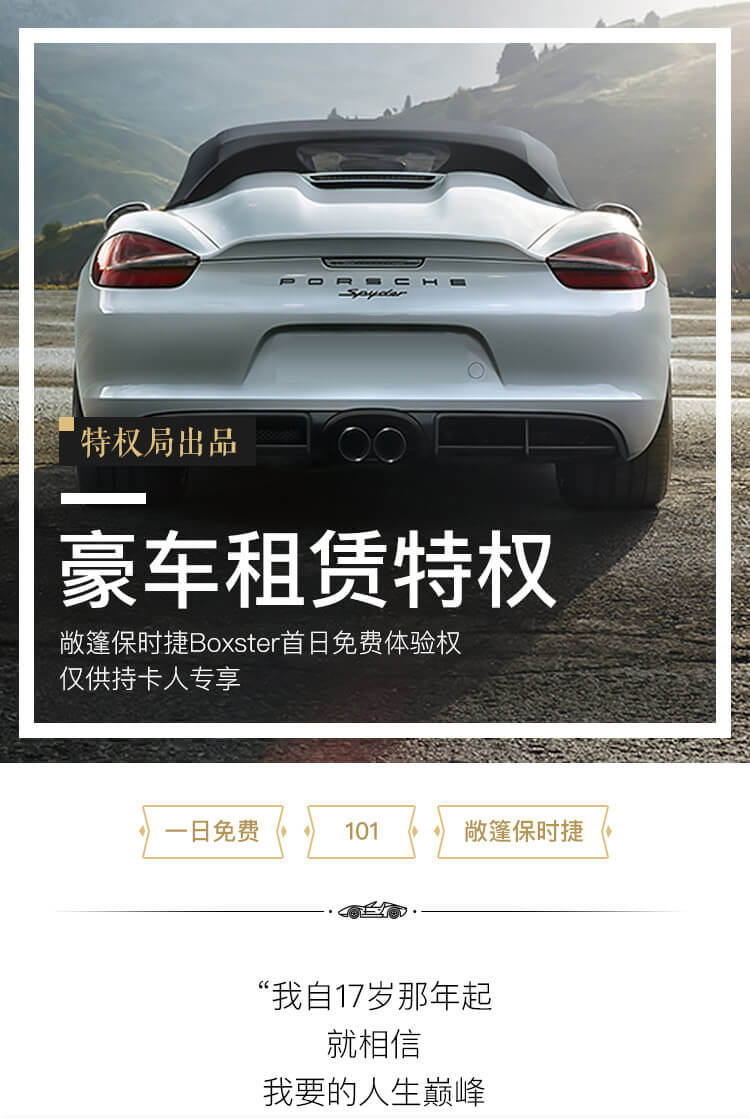 PORSCHE
Spyder
特权局出品
豪车租赁特权
敞篷保时捷Boxster首日免费体验权
仅供持卡人专享
一日免费
101
敞篷保时捷
“我自17岁那年起
就相信
我要的人生巅峰